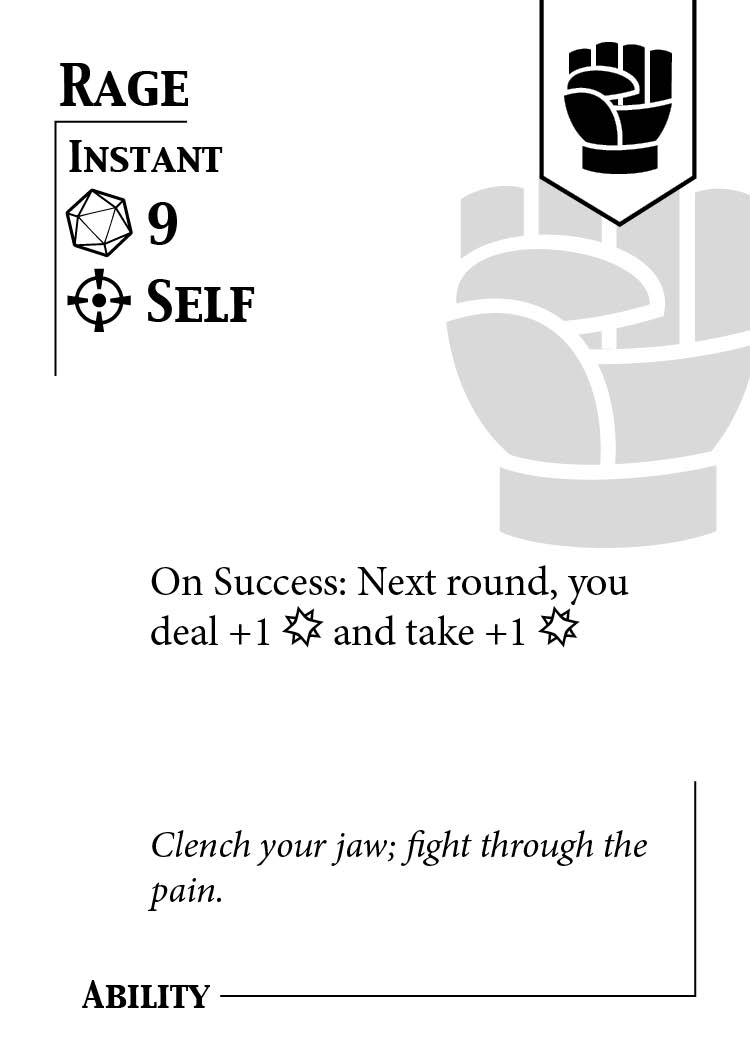 Rage
Instant
9
Self
On Success: Next round, you
deal +1 and take +1
Clench your jaw; fight through the
pain.
Ability